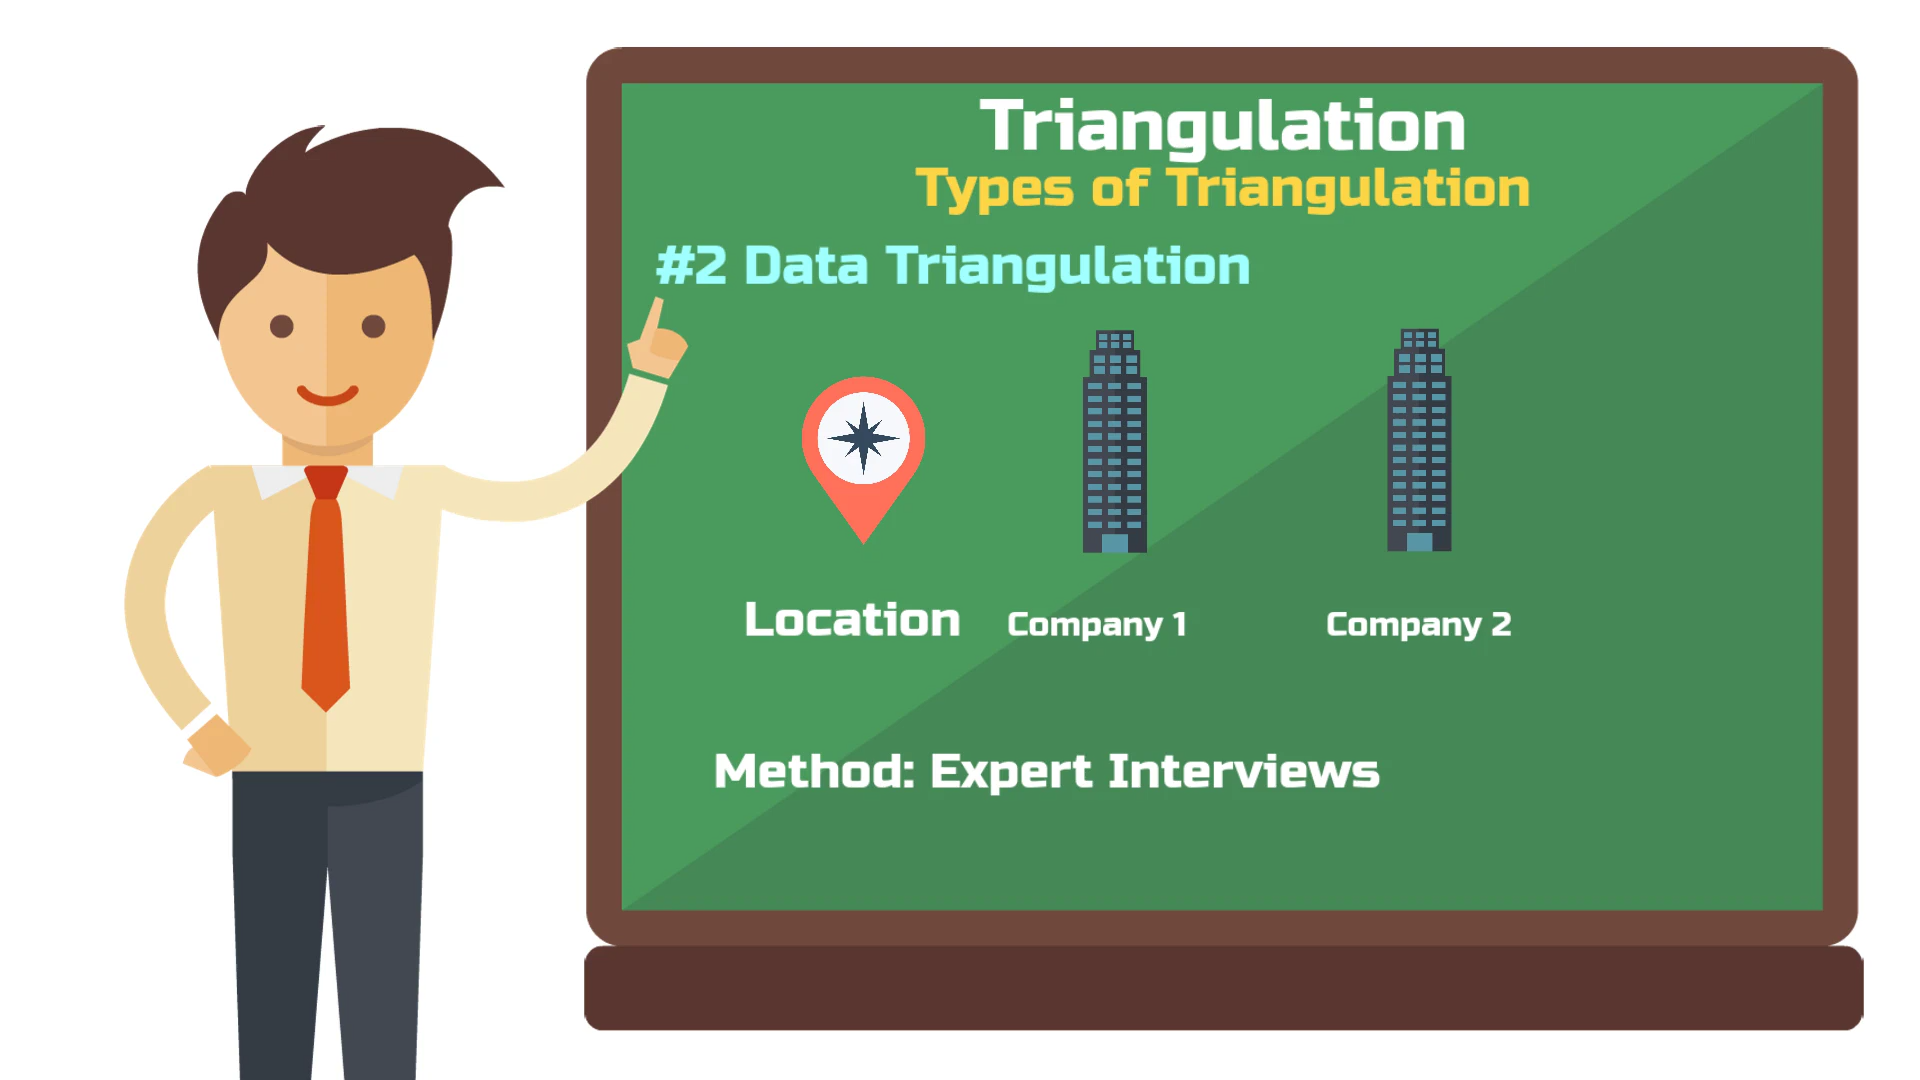 Triangulation
Types of Triangulation
#2 Data Triangulation
Location
Company 1
Company 2
Method: Expert Interviews